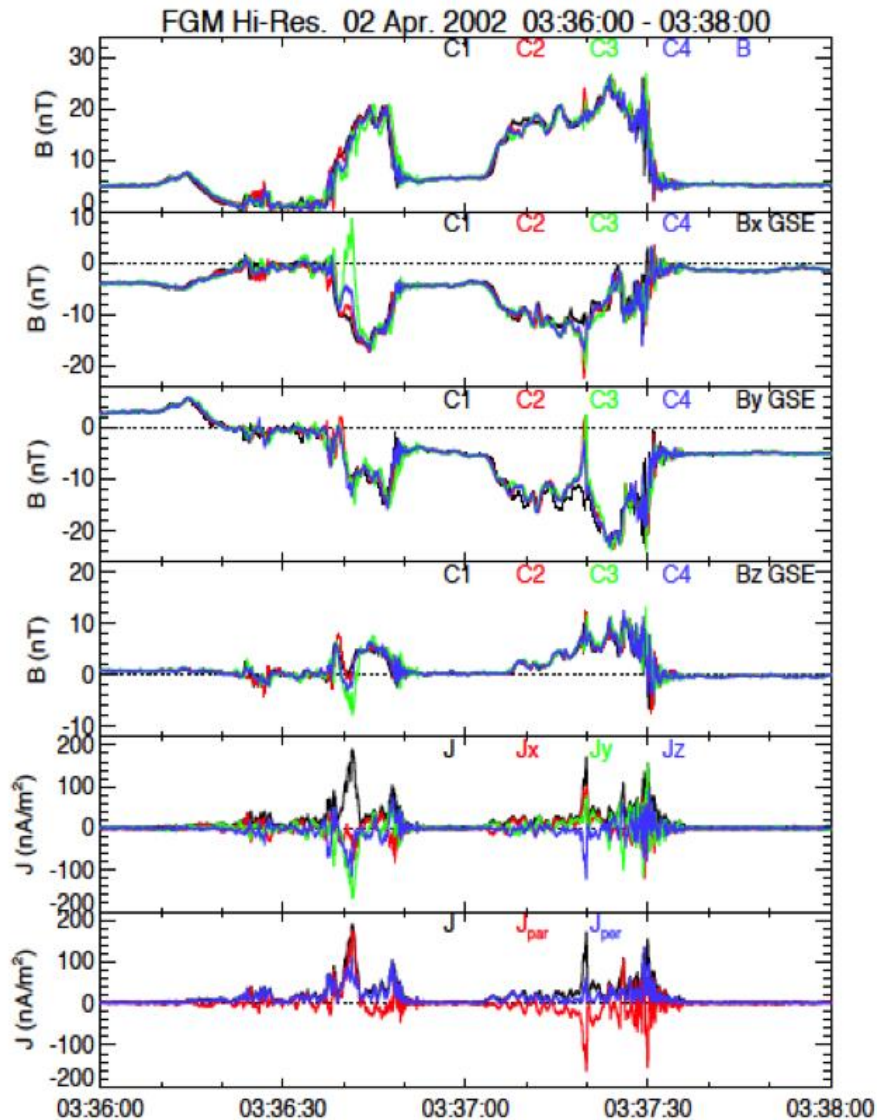 FGM Hi-Res. 02 Apr. 2002 03:36:00 - 03:38:00
C1 C2 C3 C4 B
30
20
10
0
B (nT)
C1 C2 C3 C4 Bx GSE
10
0
-10
-20
B (nT)
C1 C2 C3 C4 By GSE
0
-10
-20
B (nT)
C1 C2 C3 C4 Bz GSE
20
10
0
-10
B (nT)
J Jx Jy Jz
200
100
0
-100
-200
J (nA/m²)
J Jpar Jper
200
100
0
-100
-200
J (nA/m²)
03:36:00 03:36:30 03:37:00 03:37:30 03:38:00